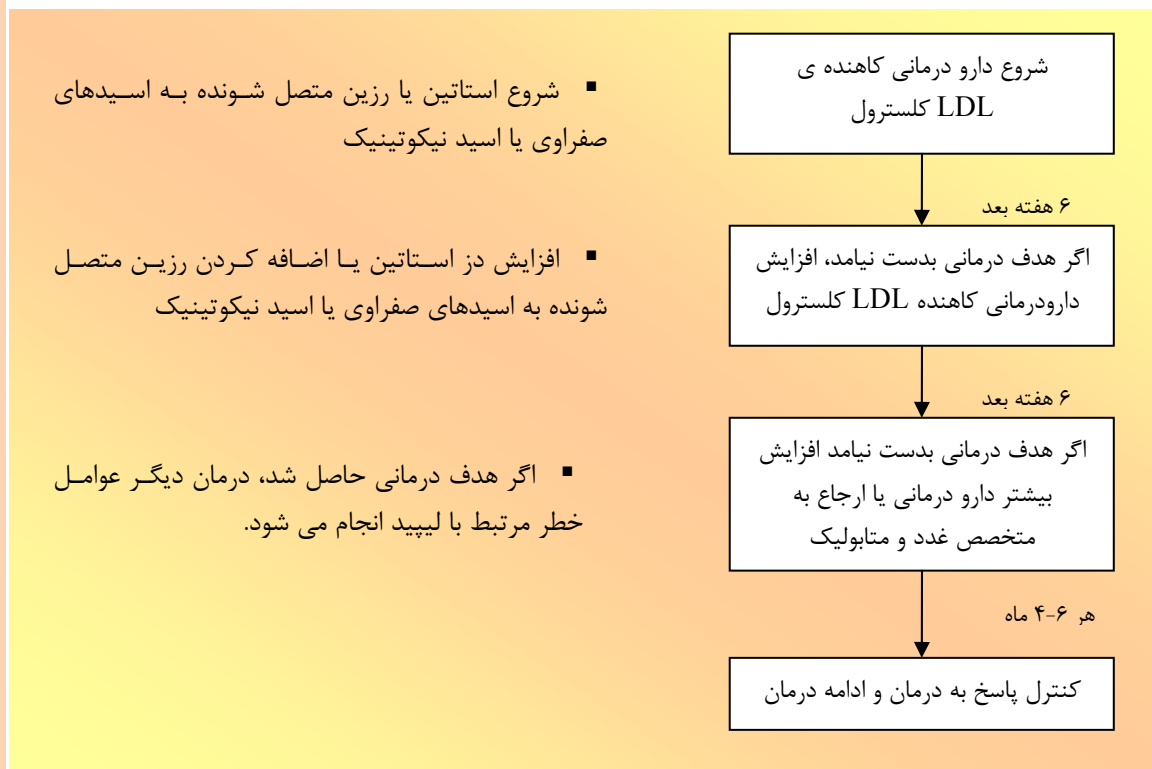 شروع دارو درمانی کاهنده ی
LDL کلسترول
▪ شروع استاتین یا رزین متصل شونده به اسیدهای
صفراوی یا اسید نیکوتینیک
۶ هفته بعد
اگر هدف درمانی بدست نیامد، افزایش
دارودرمانی کاهنده LDL کلسترول
▪ افزایش دز استاتین یا اضافه کردن رزین متصل
شونده به اسیدهای صفراوی یا اسید نیکوتینیک
۶ هفته بعد
اگر هدف درمانی بدست نیامد افزایش
بیشتر دارو درمانی یا ارجاع به
متخصص غدد و متابولیک
▪ اگر هدف درمانی حاصل شد، درمان دیگر عوامل
خطر مرتبط با لیپید انجام می شود.
هر ۶-۴ ماه
کنترل پاسخ به درمان و ادامه درمان